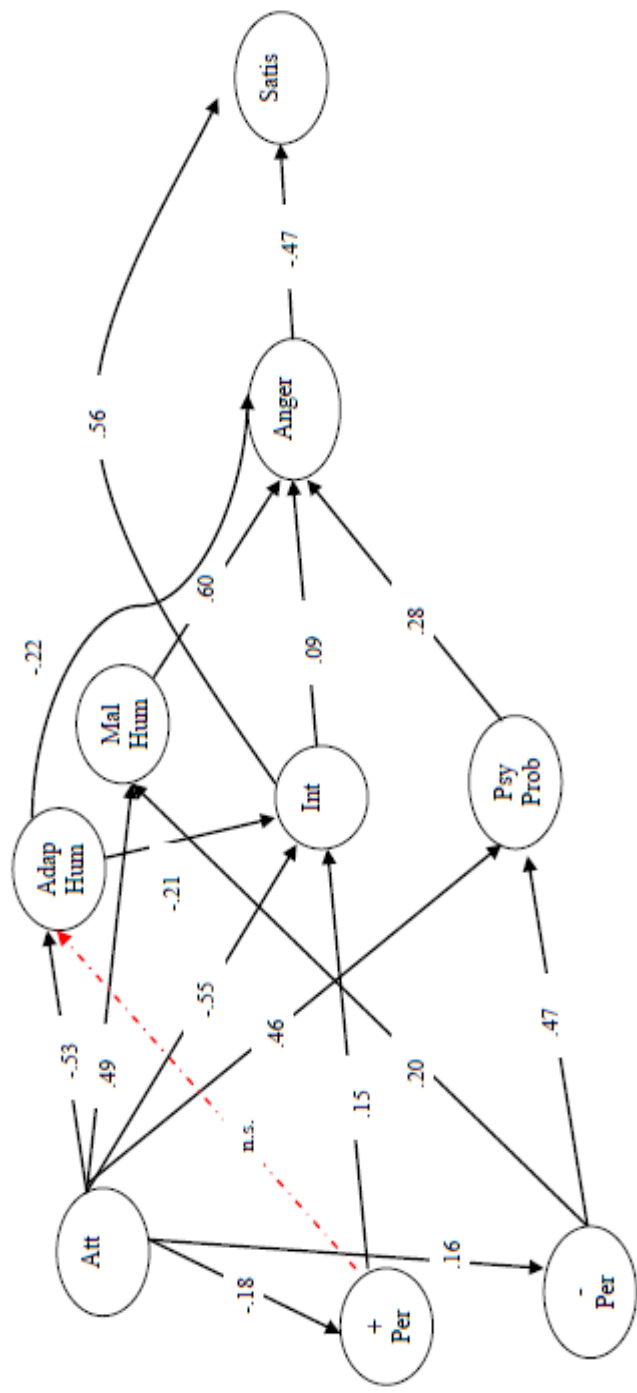 Att
+
Per
-
Per
Adap
Hum
Mal
Hum
Int
Psy
Prob
Anger
Satis
-.53
.49
-.55
.46
-.18
.16
n.s.
.15
.20
.47
-.21
-.22
.60
.09
.28
.56
-.47